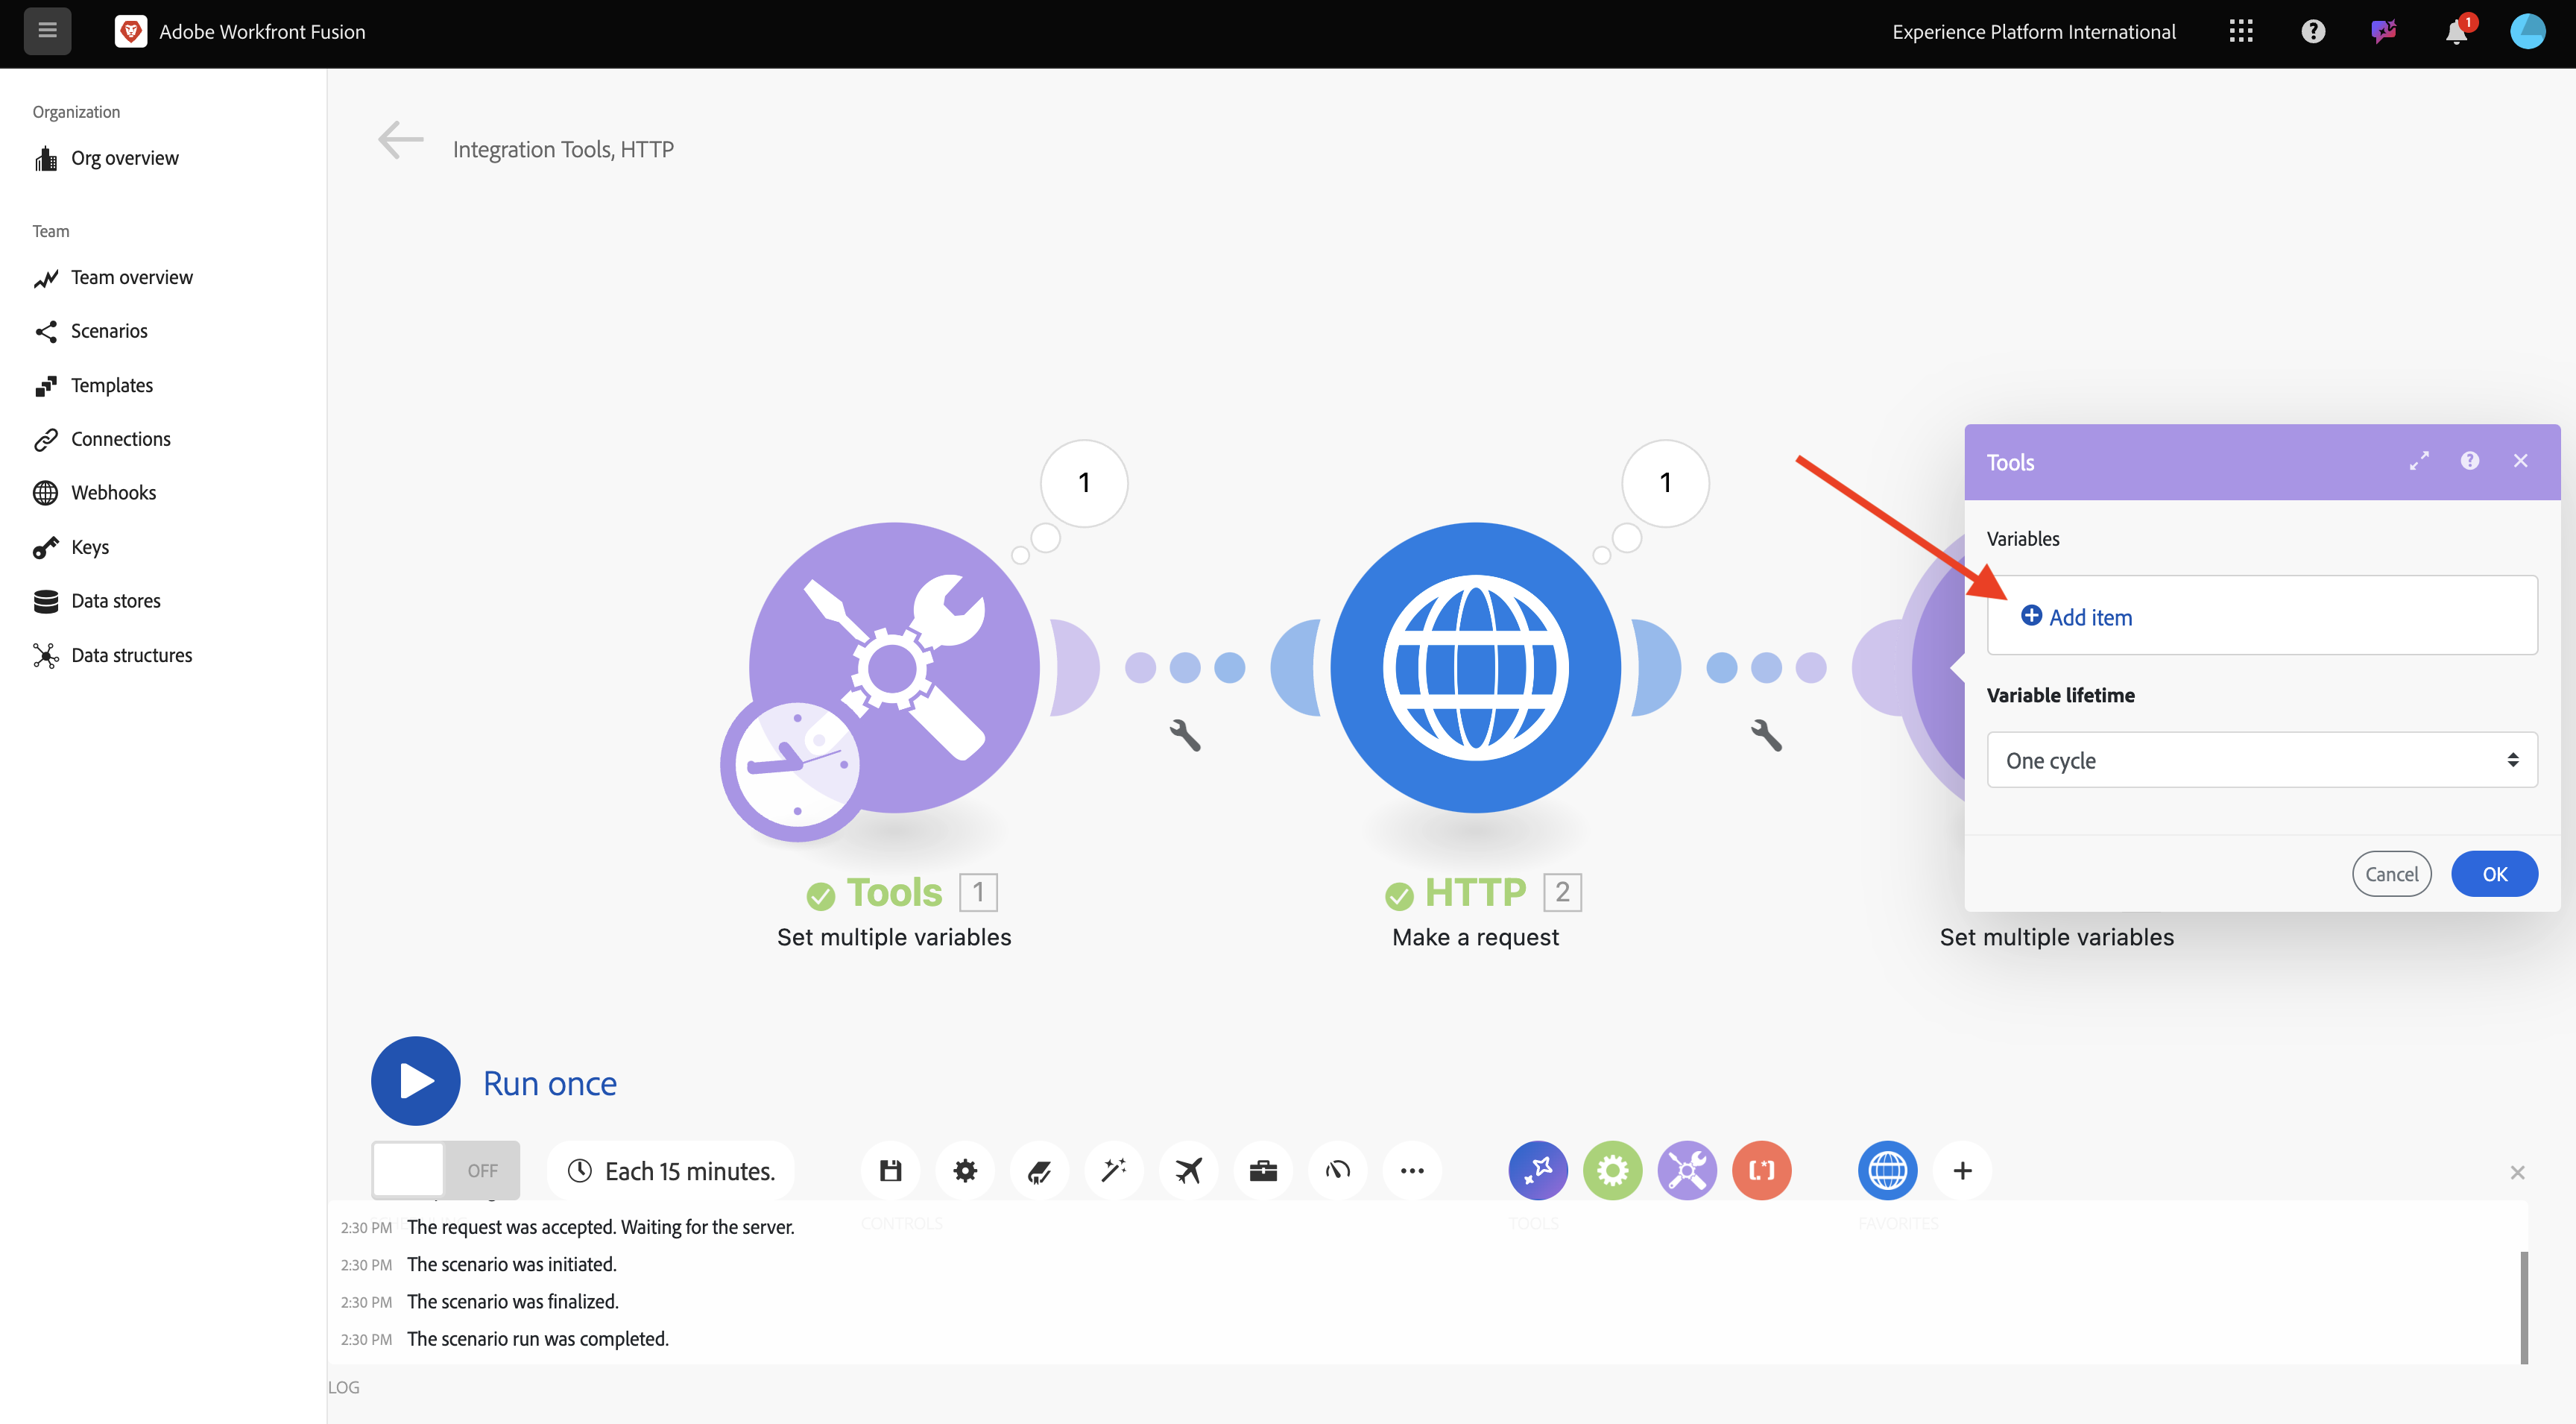 Adobe Workfront Fusion
Experience Platform International
1
Organization
Org overview
Team
Team overview
Scenarios
Templates
Connections
Webhooks
Keys
Data stores
Data structures
Integration Tools, HTTP
1
1
Tools 1
Set multiple variables
HTTP 2
Make a request
Set multiple variables
Tools
Variables
Add item
Variable lifetime
One cycle
Cancel
OK
Run once
OFF
Each 15 minutes.
CONTROLS
TOOLS
FAVORITES
2:30 PM The request was accepted. Waiting for the server.
2:30 PM The scenario was initiated.
2:30 PM The scenario was finalized.
2:30 PM The scenario run was completed.
LOG